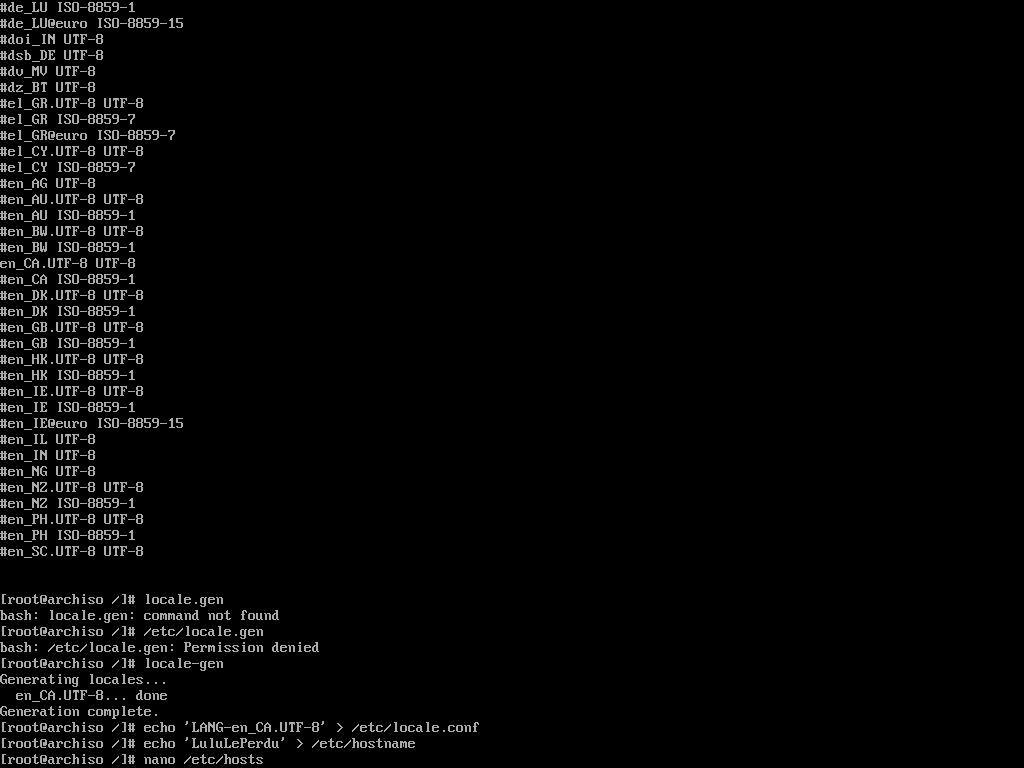 #de_LU ISO-8859-1
#de_LU@euro ISO-8859-15
#doi_IN UTF-8
#dsb_DE UTF-8
#dv_MV UTF-8
#dz_BT UTF-8
#el_GR.UTF-8 UTF-8
#el_GR ISO-8859-7
#el_GR@euro ISO-8859-7
#el_CY.UTF-8 UTF-8
#el_CY ISO-8859-7
#en_AG UTF-8
#en_AU.UTF-8 UTF-8
#en_AU ISO-8859-1
#en_BW.UTF-8 UTF-8
#en_BW ISO-8859-1
en_CA.UTF-8 UTF-8
#en_CA ISO-8859-1
#en_DK.UTF-8 UTF-8
#en_DK ISO-8859-1
#en_GB.UTF-8 UTF-8
#en_GB ISO-8859-1
#en_HK.UTF-8 UTF-8
#en_HK ISO-8859-1
#en_IE.UTF-8 UTF-8
#en_IE ISO-8859-1
#en_IE@euro ISO-8859-15
#en_IL UTF-8
#en_IN UTF-8
#en_NG UTF-8
#en_NZ.UTF-8 UTF-8
#en_NZ ISO-8859-1
#en_PH.UTF-8 UTF-8
#en_PH ISO-8859-1
#en_SC.UTF-8 UTF-8
[root@archiso /]# locale.gen
bash: locale.gen: command not found
[root@archiso /]# /etc/locale.gen
bash: /etc/locale.gen: Permission denied
[root@archiso /]# locale-gen
Generating locales...
  en_CA.UTF-8... done
Generation complete.
[root@archiso /]# echo 'LANG-en_CA.UTF-8' > /etc/locale.conf
[root@archiso /]# echo 'LuluLePerdu' > /etc/hostname
[root@archiso /]# nano /etc/hosts